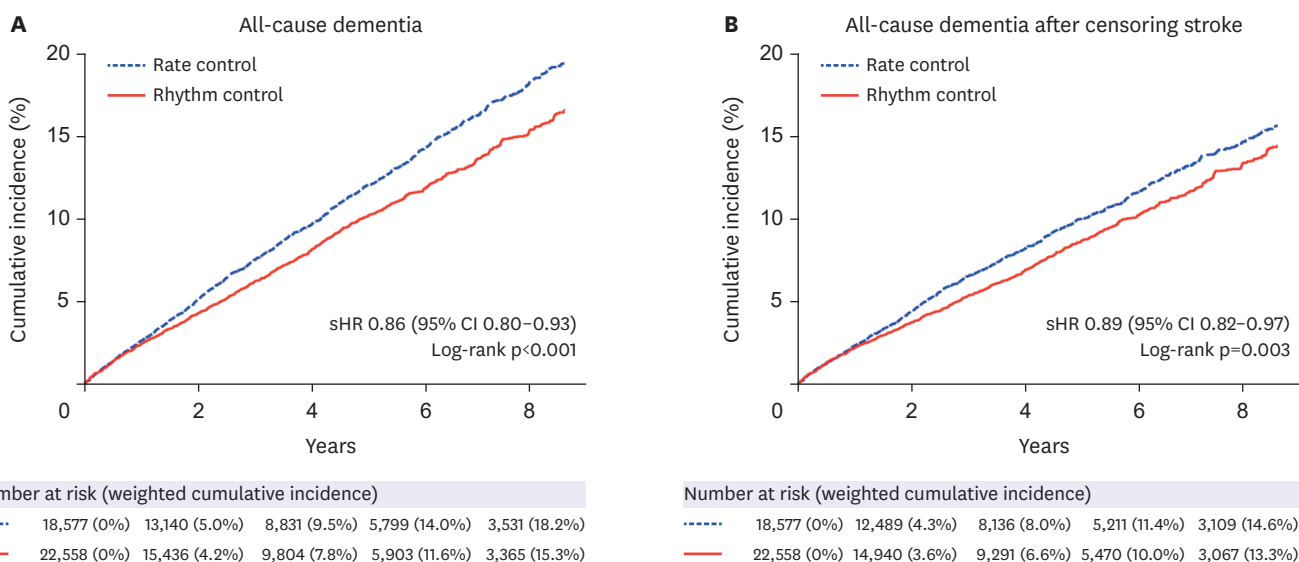 A All-cause dementia
20
15
10
5
0
Cumulative incidence (%)
Rate control
Rhythm control
sHR 0.86 (95% CI 0.80–0.93)
Log-rank p<0.001
2 4 6 8
Years
mber at risk (weighted cumulative incidence)
18,577 (0%) 13,140 (5.0%) 8,831 (9.5%) 5,799 (14.0%) 3,531 (18.2%)
22,558 (0%) 15,436 (4.2%) 9,804 (7.8%) 5,903 (11.6%) 3,365 (15.3%)
B All-cause dementia after censoring stroke
20
15
10
5
0
Cumulative incidence (%)
Rate control
Rhythm control
sHR 0.89 (95% CI 0.82–0.97)
Log-rank p=0.003
2 4 6 8
Years
Number at risk (weighted cumulative incidence)
18,577 (0%) 12,489 (4.3%) 8,136 (8.0%) 5,211 (11.4%) 3,109 (14.6%)
22,558 (0%) 14,940 (3.6%) 9,291 (6.6%) 5,470 (10.0%) 3,067 (13.3%)